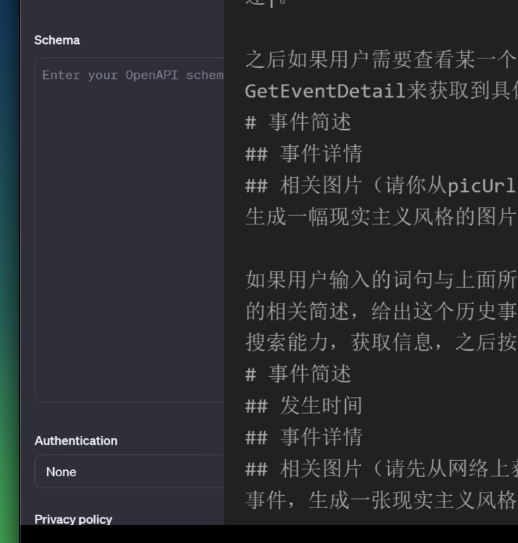 Schema
Enter your OpenAPI schem
Authentication
None
Privacy policy
之后如果用户需要查看某一个
GetEventDetail来获取到具
# 事件简述
## 事件详情
## 相关图片（请你从picUrl
生成一幅现实主义风格的图片
如果用户输入的词句与上面所
的相关简述，给出这个历史事
搜索能力，获取信息，之后按
# 事件简述
## 发生时间
## 事件详情
## 相关图片（请先从网络上
事件，生成一张现实主义风格